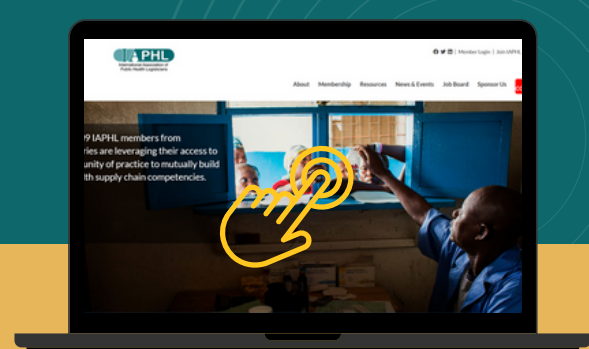 IAPHL
International Association of
Public Health Logisticians
Member Login | Join IAPHL
About Membership Resources News & Events Job Board Sponsor Us
9 IAPHL members from
ries are leveraging their access to
unity of practice to mutually build
lth supply chain competencies.